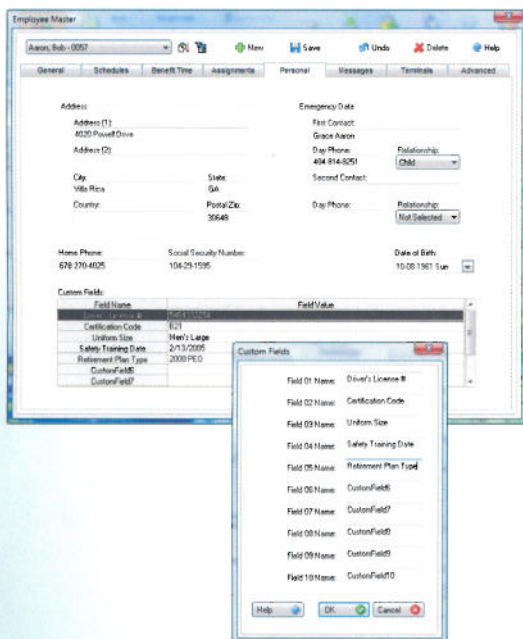 Employee Master
Aaron, Bob - 0057 New Save Undo Delete Help
General Schedules Benefit Time Assignments Personal Messages Terminals Advanced
Address Emergency Data
Address (1): First Contact:
4020 Powell Drive Grace Aaron
Address (2): Day Phone: Relationship:
484-814-8251 Child
City: State: Second Contact:
Villa Rica GA
Country: Postal Zip: Day Phone: Relationship:
30648 Not Selected
Home Phone: Social Security Number: Date of Birth:
678-270-4825 104-29-1595 10-08-1961 Sun
Custom Fields:
Field Name Field Value
Certification Code B21
Uniform Size Men's Large
Safety Training Date 2/13/2005
Retirement Plan Type 2008 PEO
CustomField6
CustomField7
Custom Fields
Field 01 Name: Driver's License #
Field 02 Name: Certification Code
Field 03 Name: Uniform Size
Field 04 Name: Safety Training Date
Field 05 Name: Retirement Plan Type
Field 06 Name: CustomField6
Field 07 Name: CustomField7
Field 08 Name: CustomField8
Field 09 Name: CustomField9
Field 10 Name: CustomField10
Help OK Cancel